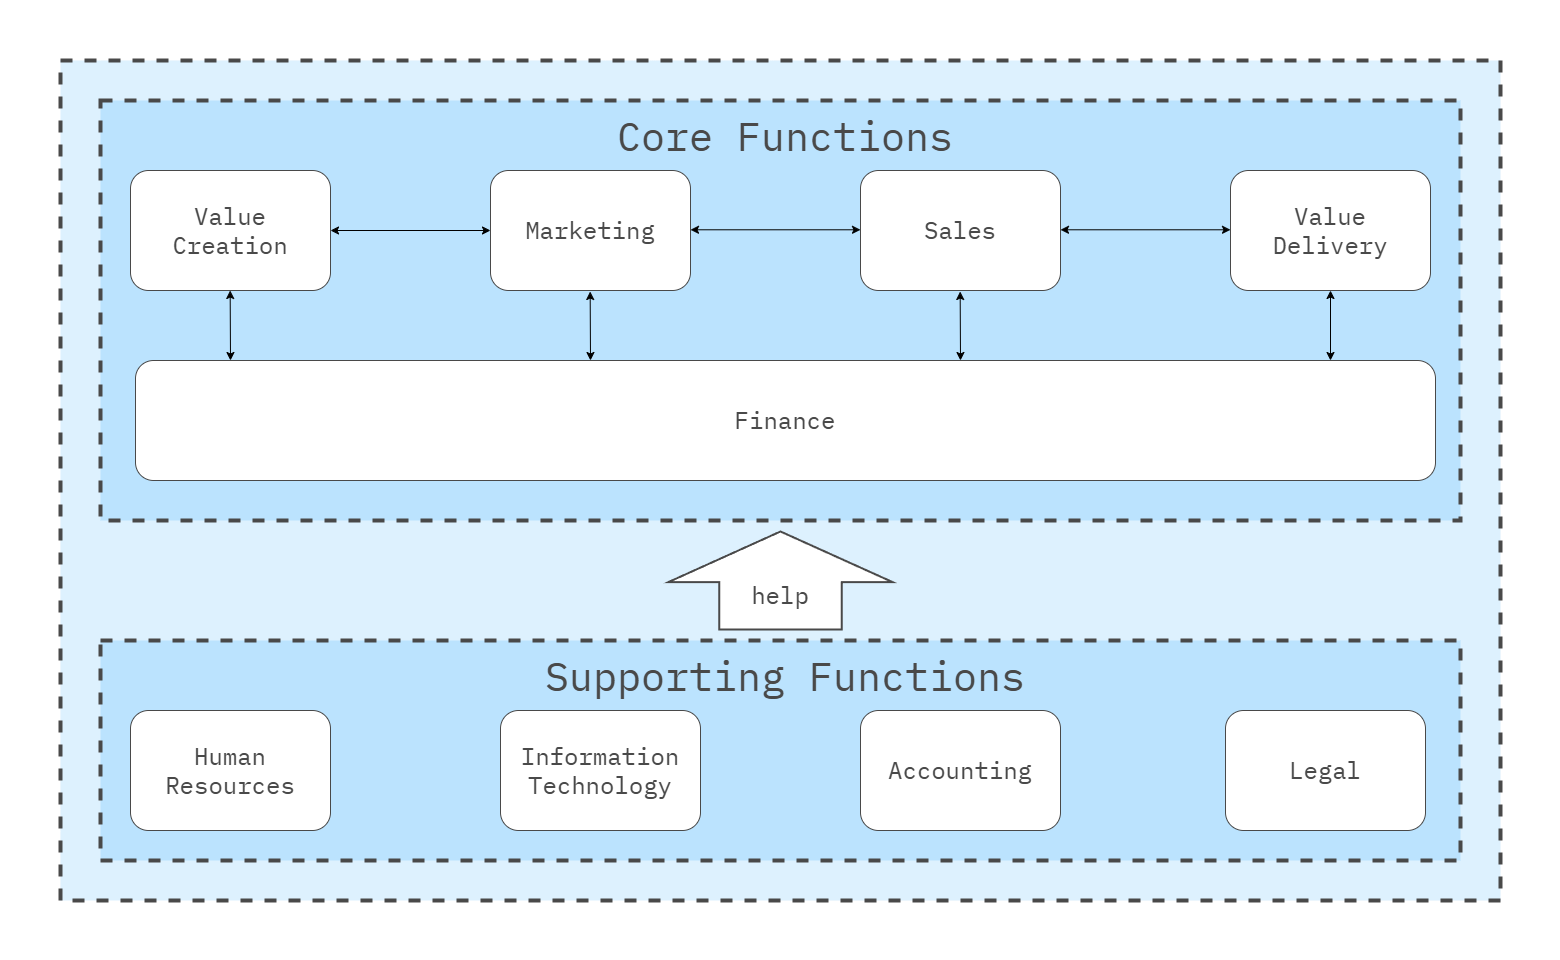 Core Functions
Value
Creation
Marketing
Sales
Value
Delivery
Finance
help
Supporting Functions
Human
Resources
Information
Technology
Accounting
Legal